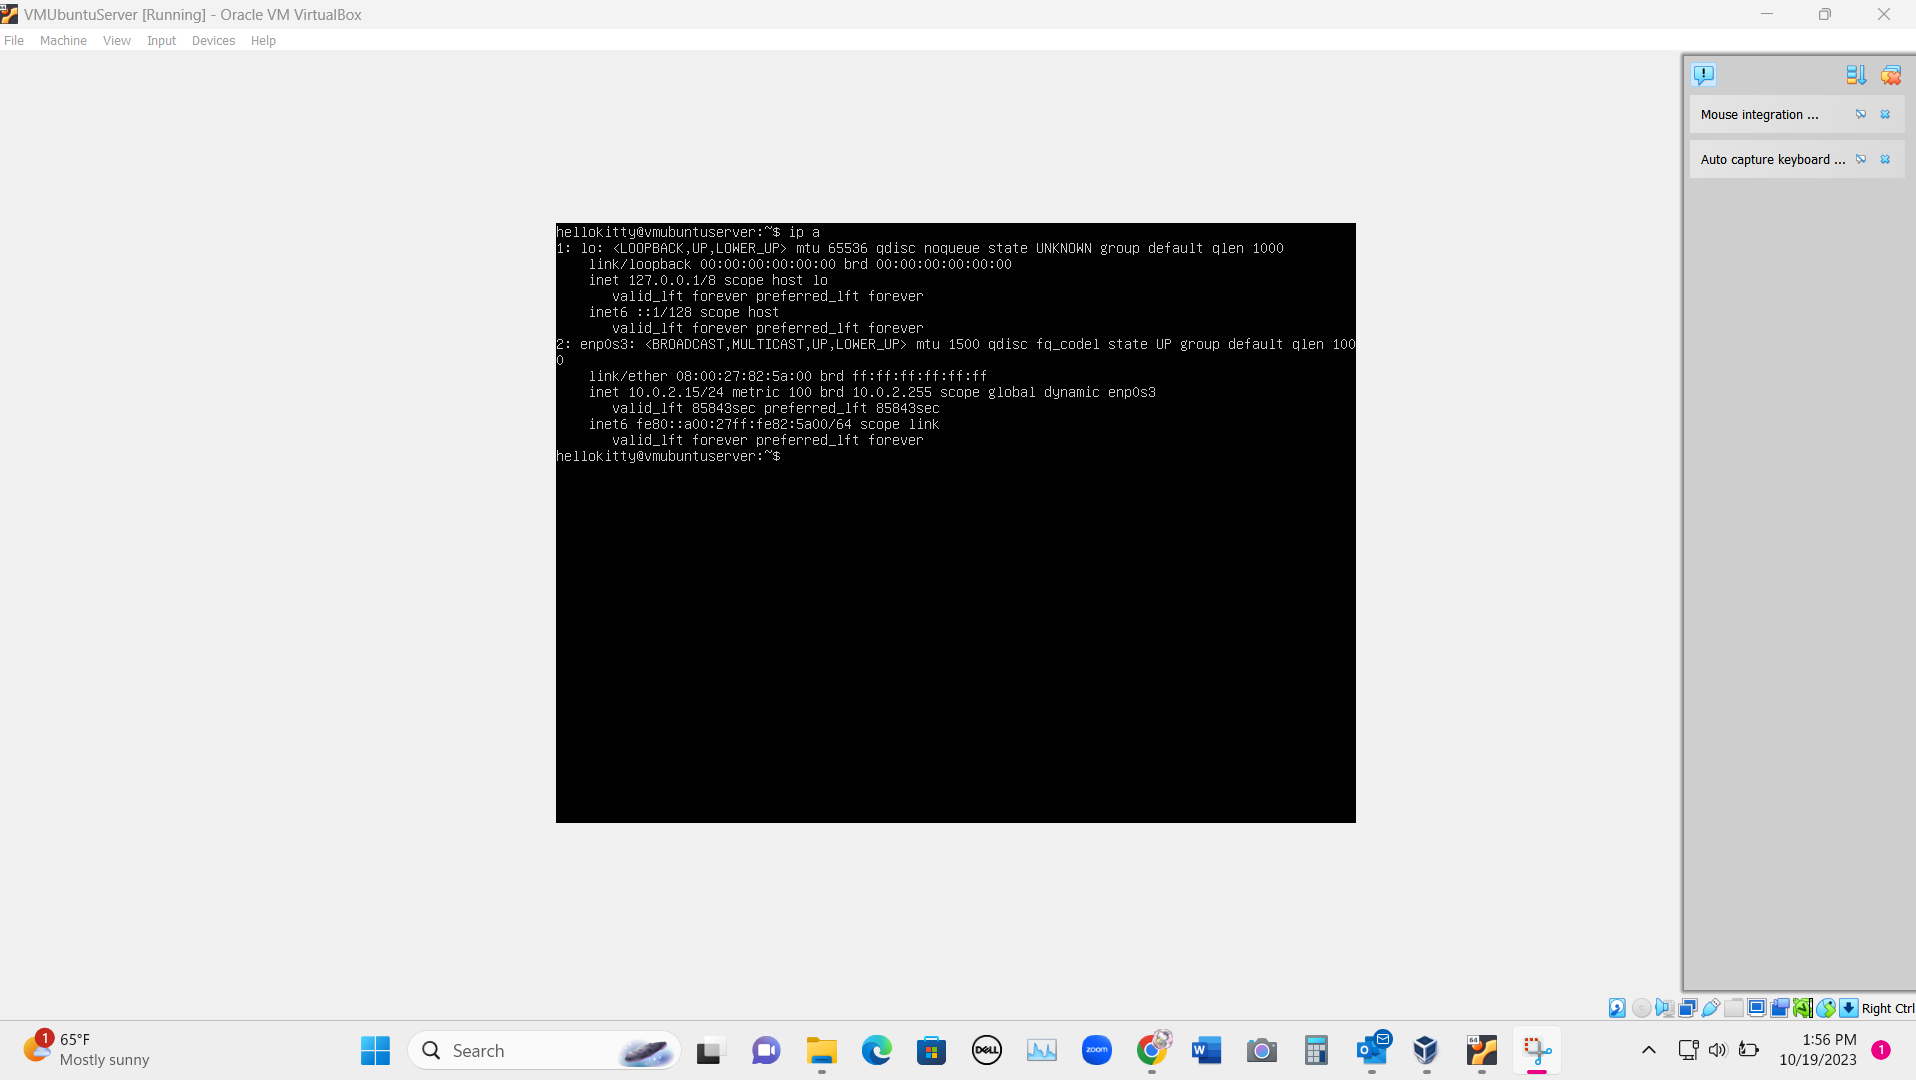 VMUbuntuServer [Running] - Oracle VM VirtualBox
File Machine View Input Devices Help
Mouse integration ...
Auto capture keyboard ...
hellokitty@vmubuntuserver:~$ ip a
1: lo: <LOOPBACK,UP,LOWER_UP> mtu 65536 qdisc noqueue state UNKNOWN group default qlen 1000
    link/loopback 00:00:00:00:00:00 brd 00:00:00:00:00:00
    inet 127.0.0.1/8 scope host lo
       valid_lft forever preferred_lft forever
    inet6 ::1/128 scope host
       valid_lft forever preferred_lft forever
2: enp0s3: <BROADCAST,MULTICAST,UP,LOWER_UP> mtu 1500 qdisc fq_codel state UP group default qlen 100
0
    link/ether 08:00:27:82:5a:00 brd ff:ff:ff:ff:ff:ff
    inet 10.0.2.15/24 metric 100 brd 10.0.2.255 scope global dynamic enp0s3
       valid_lft 85843sec preferred_lft 85843sec
    inet6 fe80::a00:27ff:fe82:5a00/64 scope link
       valid_lft forever preferred_lft forever
hellokitty@vmubuntuserver:~$
Right Ctrl
1
65°F
Mostly sunny
Search
DELL
zoom
W
64
1:56 PM
10/19/2023
1